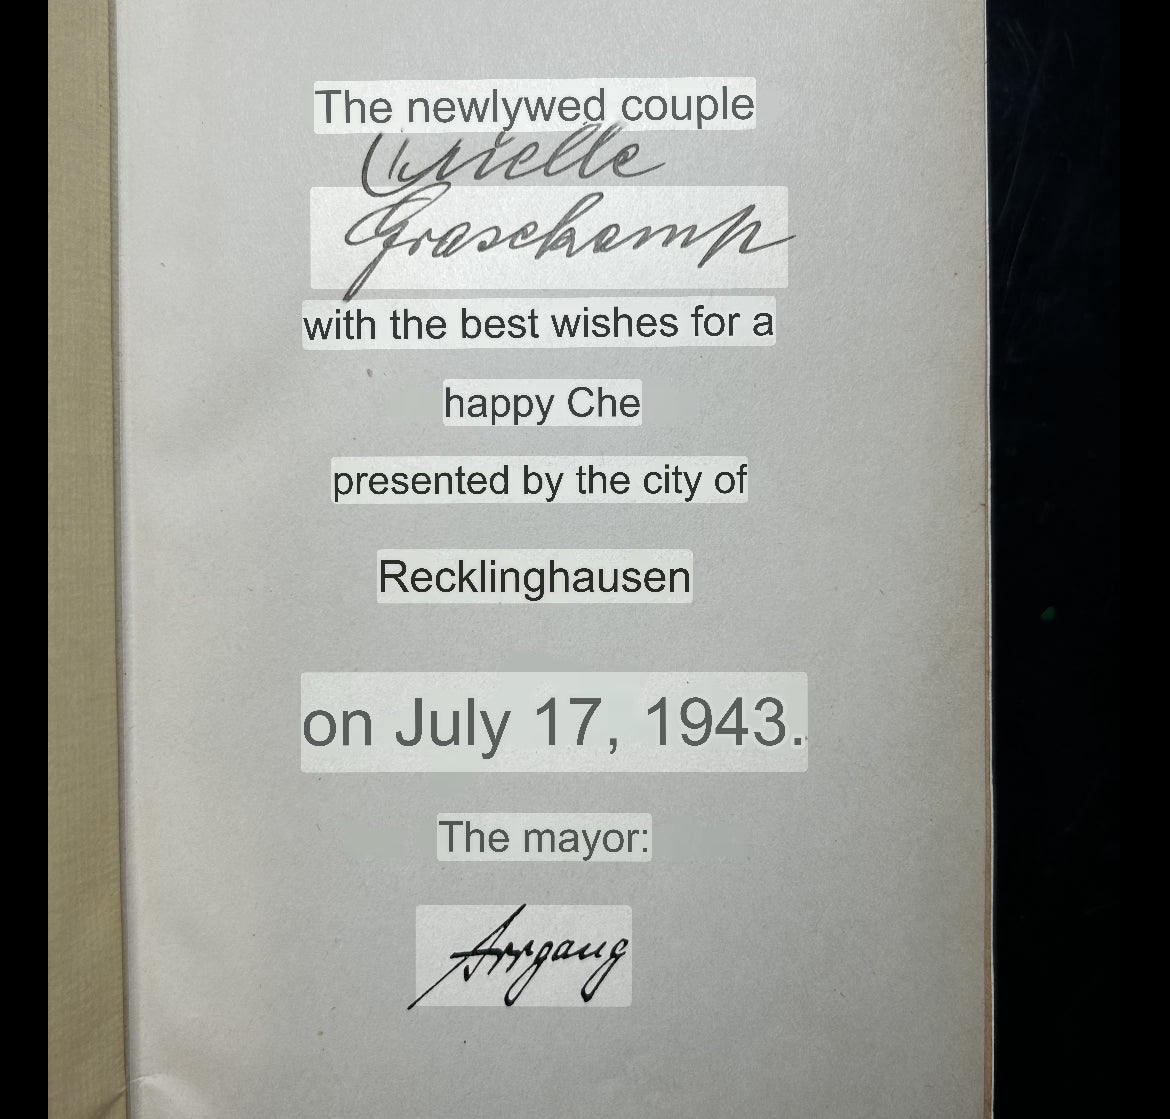 The newlywed couple
Graschamp
with the best wishes for a
happy Che
presented by the city of
Recklinghausen
on July 17, 1943.
The mayor: